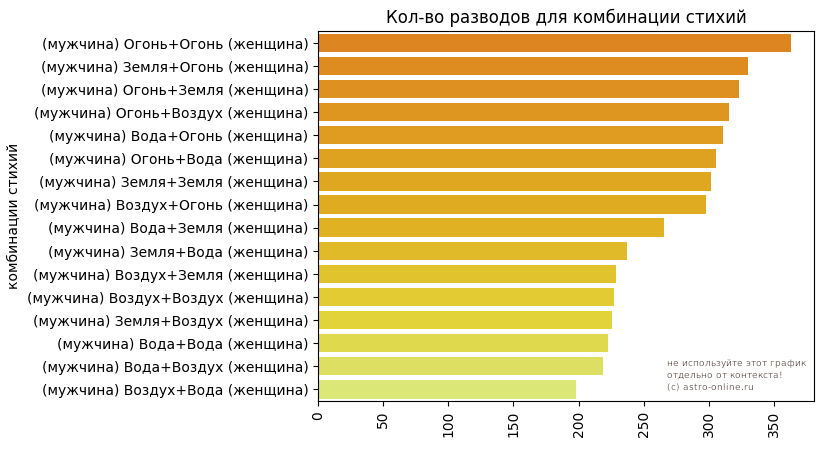 Кол-во разводов для комбинации стихий
комбинации стихий
(мужчина) Огонь+Огонь (женщина)
(мужчина) Земля+Огонь (женщина)
(мужчина) Огонь+Земля (женщина)
(мужчина) Огонь+Воздух (женщина)
(мужчина) Вода+Огонь (женщина)
(мужчина) Огонь+Вода (женщина)
(мужчина) Земля+Земля (женщина)
(мужчина) Воздух+Огонь (женщина)
(мужчина) Вода+Земля (женщина)
(мужчина) Земля+Вода (женщина)
(мужчина) Воздух+Земля (женщина)
(мужчина) Воздух+Воздух (женщина)
(мужчина) Земля+Воздух (женщина)
(мужчина) Вода+Вода (женщина)
(мужчина) Вода+Воздух (женщина)
(мужчина) Воздух+Вода (женщина)
не используйте этот график
отдельно от контекста!
(c) astro-online.ru
0
50
100
150
200
250
300
350